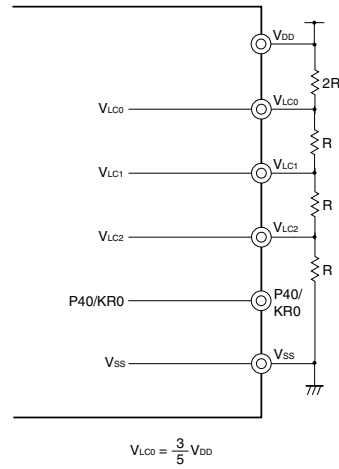 VDD
2R
VLC0 VLC0
R
VLC1 VLC1
R
VLC2 VLC2
R
P40/KR0 P40/
KR0
VSS VSS
VLC0 = 3/5 VDD